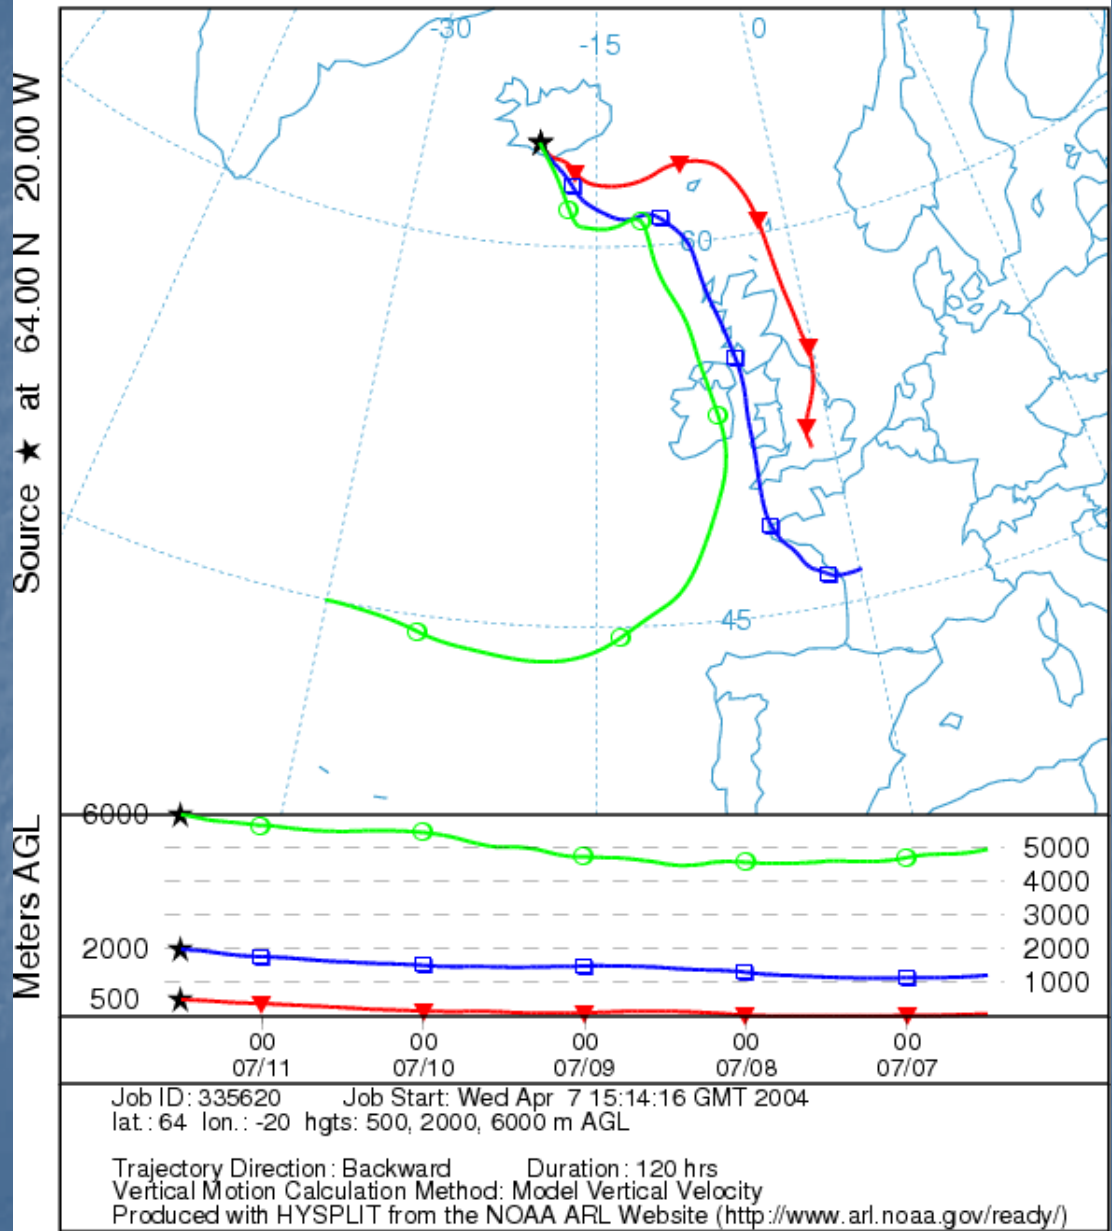 -30
-15
0
60
45
Source ★ at 64.00 N 20.00 W
Meters AGL
6000
2000
500
5000
4000
3000
2000
1000
00 00 00 00 00
07/11 07/10 07/09 07/08 07/07
Job ID: 335620 Job Start: Wed Apr 7 15:14:16 GMT 2004
lat.: 64 lon.: -20 hgts: 500, 2000, 6000 m AGL
Trajectory Direction: Backward Duration: 120 hrs
Vertical Motion Calculation Method: Model Vertical Velocity
Produced with HYSPLIT from the NOAA ARL Website (http://www.arl.noaa.gov/ready/)